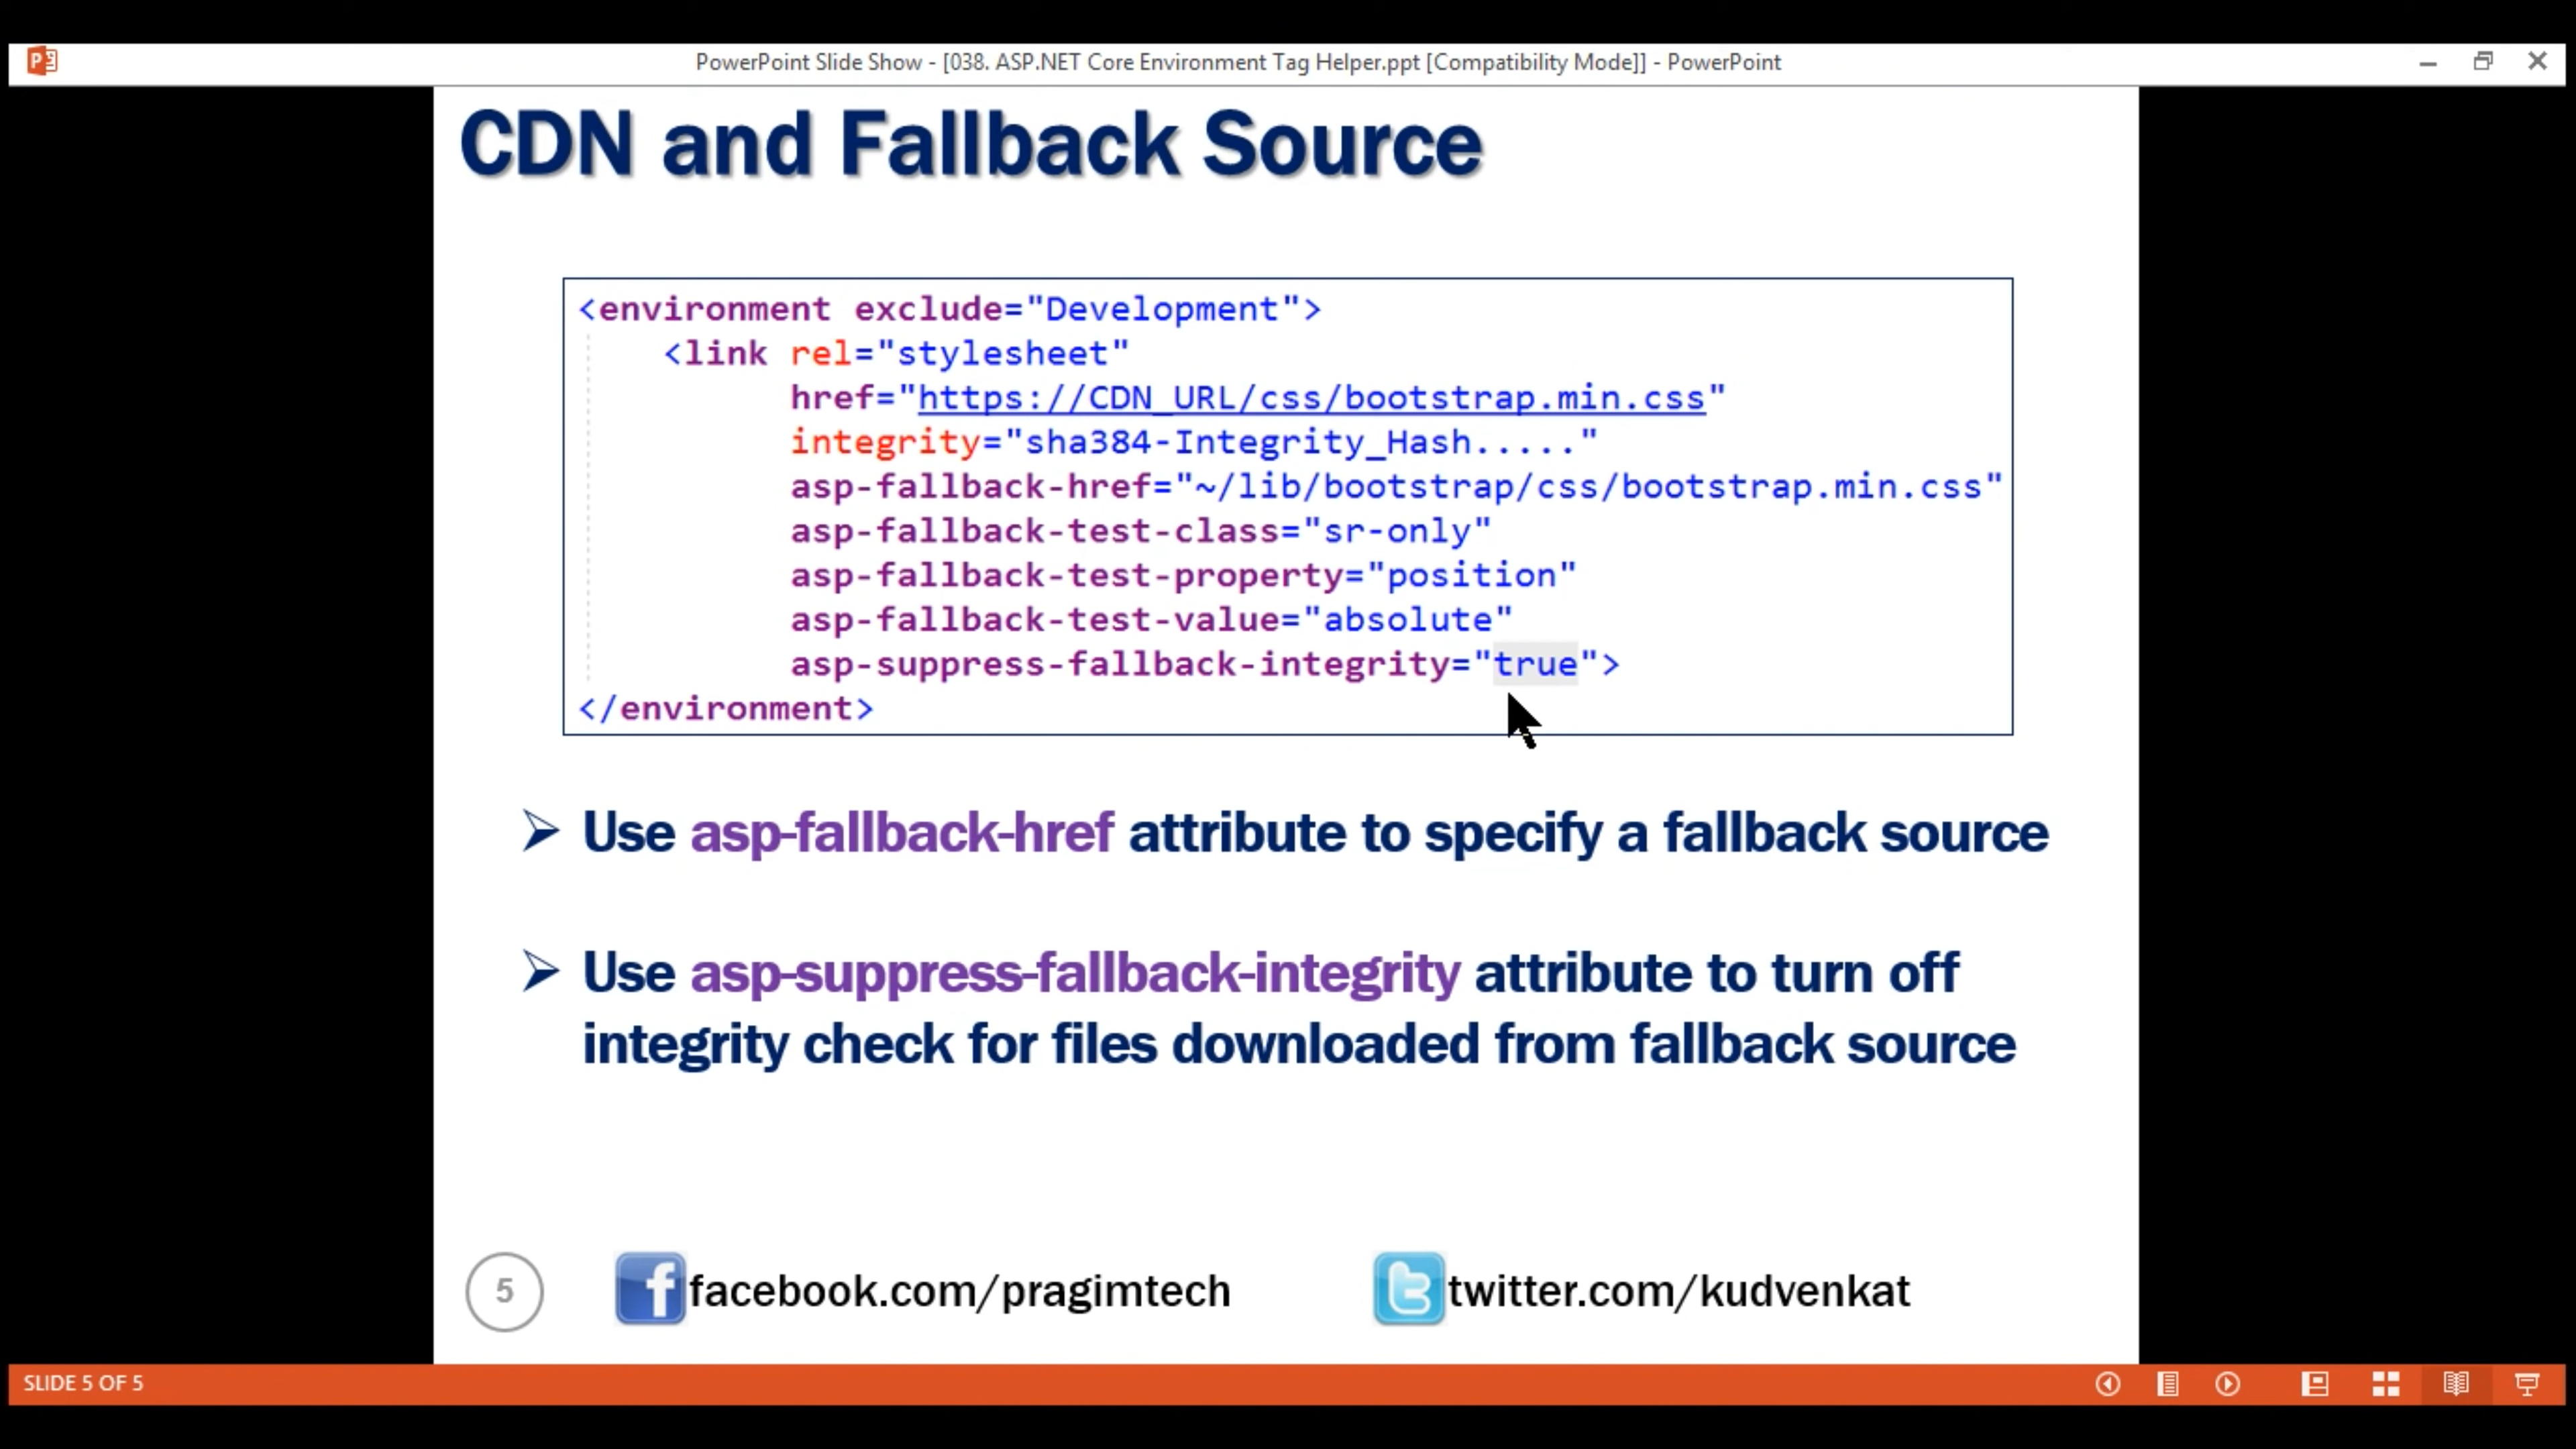 PowerPoint Slide Show - [038. ASP.NET Core Environment Tag Helper.ppt [Compatibility Mode]] - PowerPoint
CDN and Fallback Source
<environment exclude="Development">
<link rel="stylesheet"
href="https://CDN_URL/css/bootstrap.min.css"
integrity="sha384-Integrity_Hash....."
asp-fallback-href="~/lib/bootstrap/css/bootstrap.min.css"
asp-fallback-test-class="sr-only"
asp-fallback-test-property="position"
asp-fallback-test-value="absolute"
asp-suppress-fallback-integrity="true">
</environment>
Use asp-fallback-href attribute to specify a fallback source
Use asp-suppress-fallback-integrity attribute to turn off
integrity check for files downloaded from fallback source
5
facebook.com/pragimtech
twitter.com/kudvenkat
SLIDE 5 OF 5